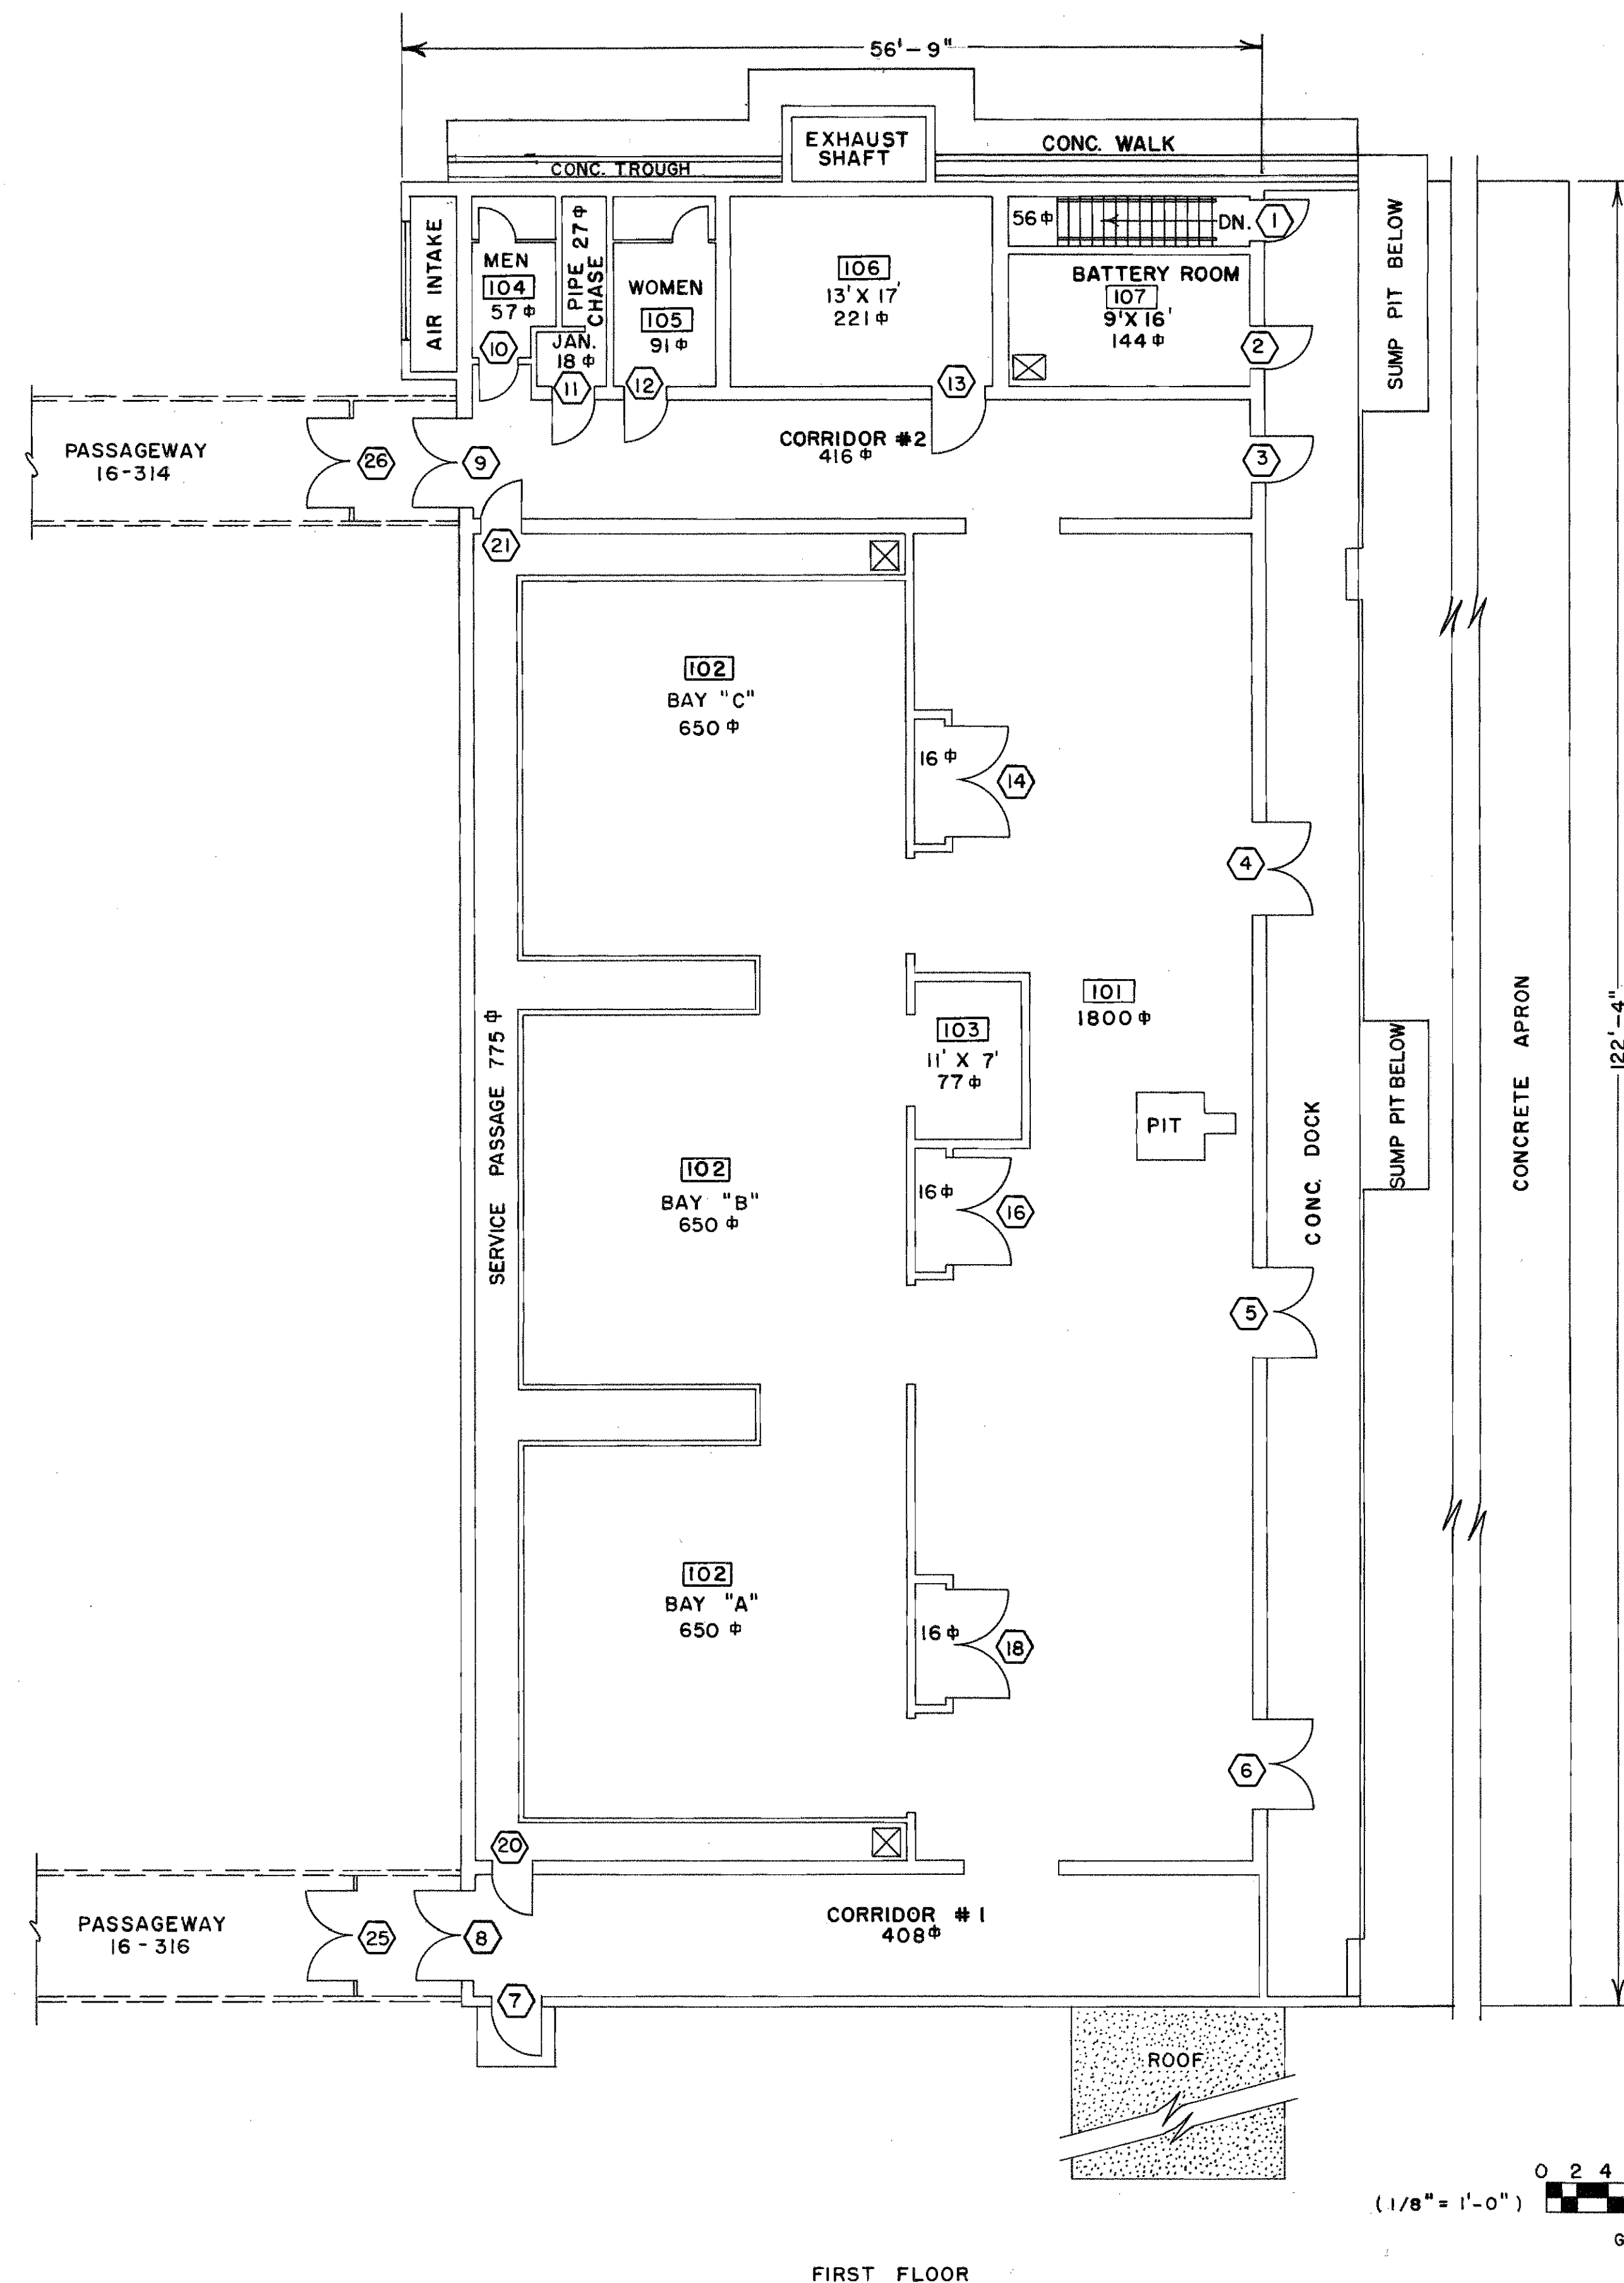 56'-9"
EXHAUST
SHAFT
CONC. WALK
CONC. TROUGH
AIR INTAKE
MEN
104
57 ф
10
PIPE 27 ф
CHASE
JAN.
18 ф
11
WOMEN
105
91 ф
12
106
13' X 17'
221 ф
13
56 ф
DN.
1
BATTERY ROOM
107
9' X 16'
144 ф
2
SUMP PIT BELOW
PASSAGEWAY
16-314
26
9
CORRIDOR #2
416 ф
3
21
102
BAY "C"
650 ф
16 ф
14
4
101
1800 ф
103
11' X 7'
77 ф
SERVICE PASSAGE 775 ф
PIT
CONC. DOCK
SUMP PIT BELOW
CONCRETE APRON
122'-4"
102
BAY "B"
650 ф
16 ф
16
5
102
BAY "A"
650 ф
16 ф
18
6
20
PASSAGEWAY
16-316
25
8
CORRIDOR #1
408 ф
7
ROOF
0 2 4
(1/8" = 1'-0")
G
FIRST FLOOR